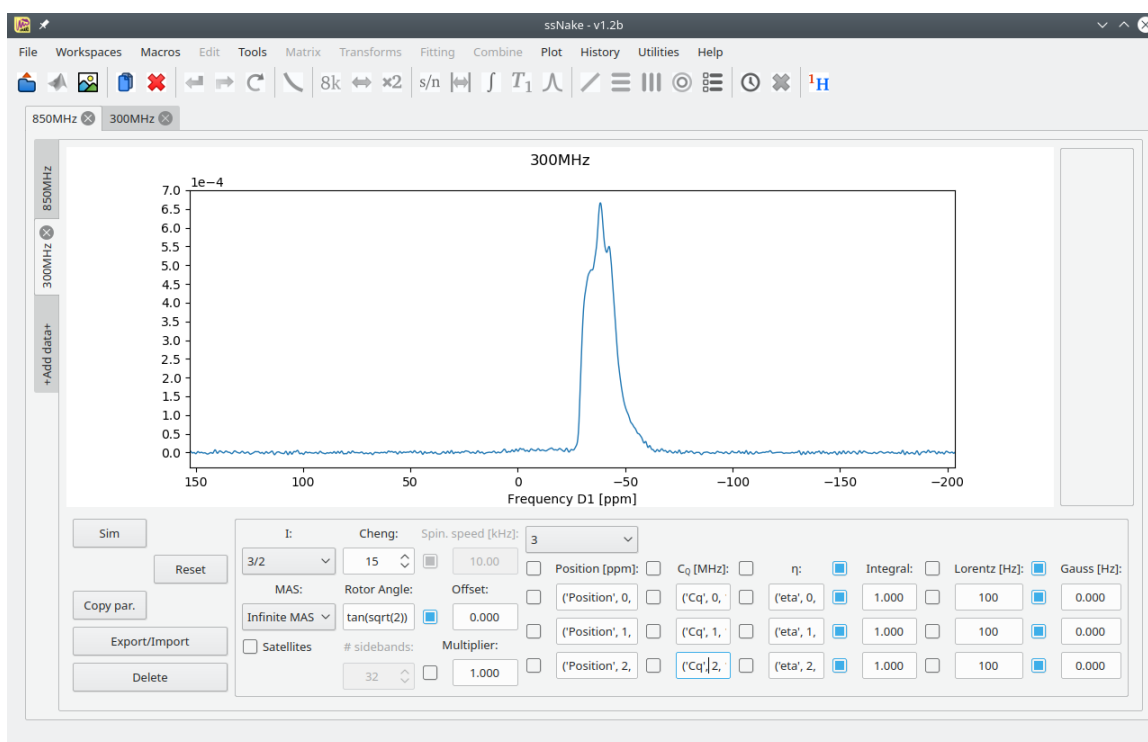 ssNake - v1.2b
File Workspaces Macros Edit Tools Matrix Transforms Fitting Combine Plot History Utilities Help
8k x2 s/n ∫ T1 1H
850MHz 300MHz
850MHz
300MHz
+Add data+
300MHz
1e−4
7.0
6.5
6.0
5.5
5.0
4.5
4.0
3.5
3.0
2.5
2.0
1.5
1.0
0.5
0.0
150 100 50 0 −50 −100 −150 −200
Frequency D1 [ppm]
Sim
Reset
Copy par.
Export/Import
Delete
I: Cheng: Spin. speed [kHz]: 3
3/2 15 10.00 Position [ppm]: CQ [MHz]: η: Integral: Lorentz [Hz]: Gauss [Hz]:
MAS: Rotor Angle: Offset:
Infinite MAS tan(sqrt(2)) 0.000 ('Position', 0, ('Cq', 0, ('eta', 0, 1.000 100 0.000
Satellites # sidebands: Multiplier: ('Position', 1, ('Cq', 1, ('eta', 1, 1.000 100 0.000
32 1.000 ('Position', 2, ('Cq', 2, ('eta', 2, 1.000 100 0.000